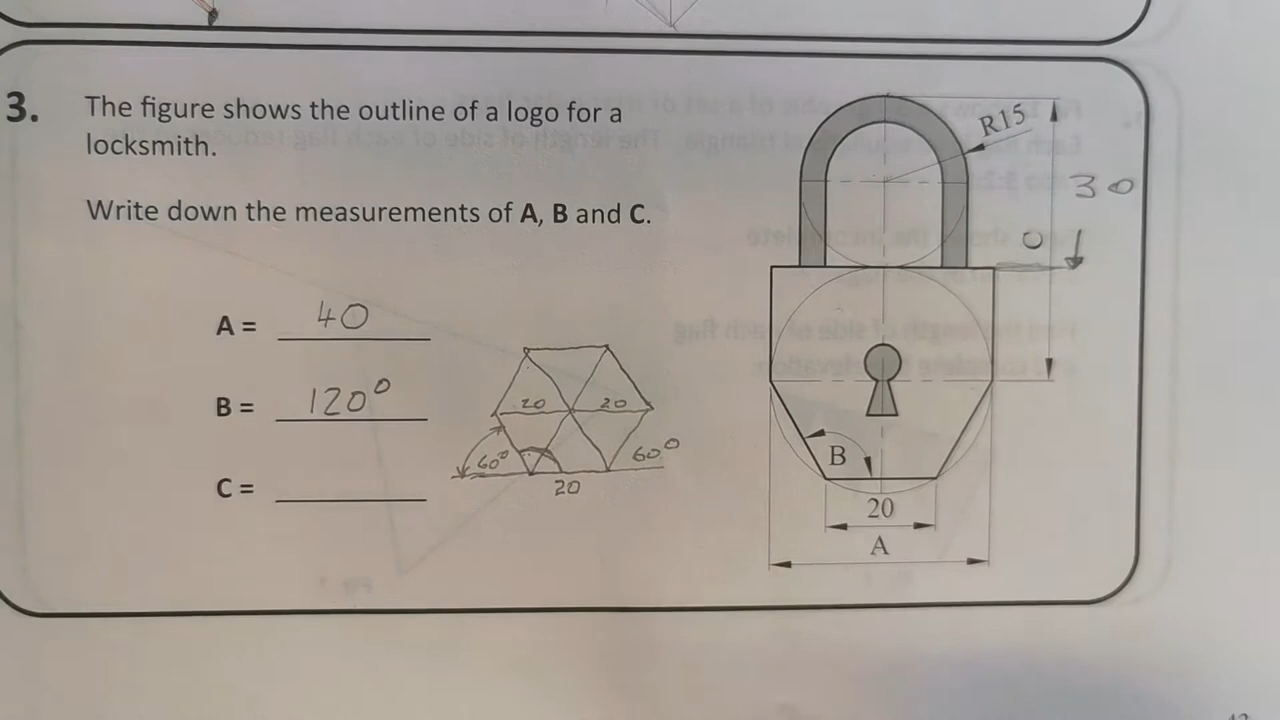 3.
The figure shows the outline of a logo for a
locksmith.
Write down the measurements of A, B and C.
A = 40
B = 120°
C =
20 20
60° 60°
20
R15
30
0
B
20
A